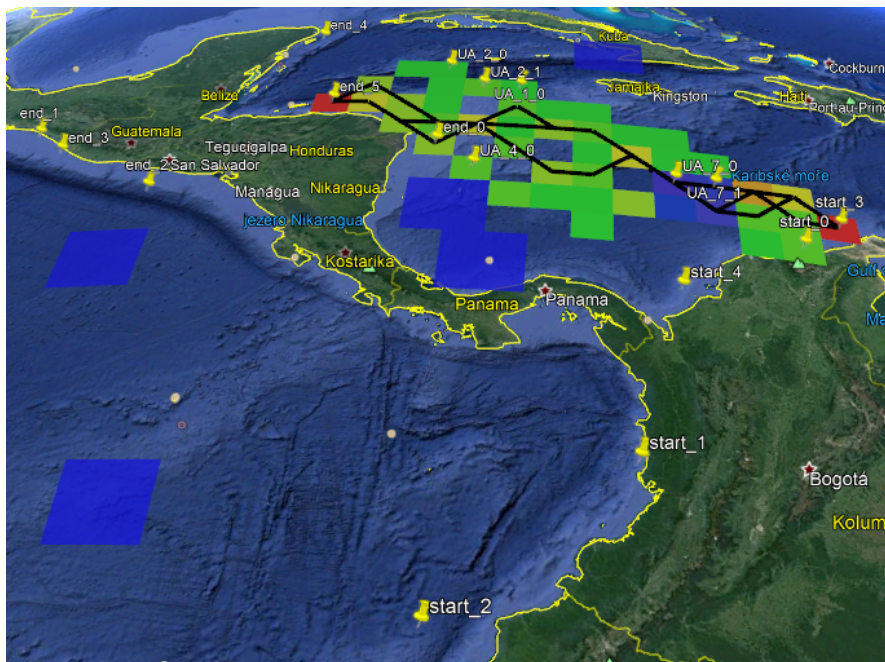 end_4
Kuba
UA_2_0
Cockburn
UA_2_1
end_5
Jamajka
Haiti
Belize
UA_1_0
Kingston
Port-au-Prin
end_1
end_0
end_3
Guatemala
Tegucigalpa
Honduras
UA_4_0
end_2
San Salvador
UA_7_0
Karibské moře
Managua
Nikaragua
UA_7_1
start_3
jezero Nikaragua
start_0
Kostarika
start_4
Gulf
Panama
Panama
Ma
start_1
Bogotá
Kolum
start_2